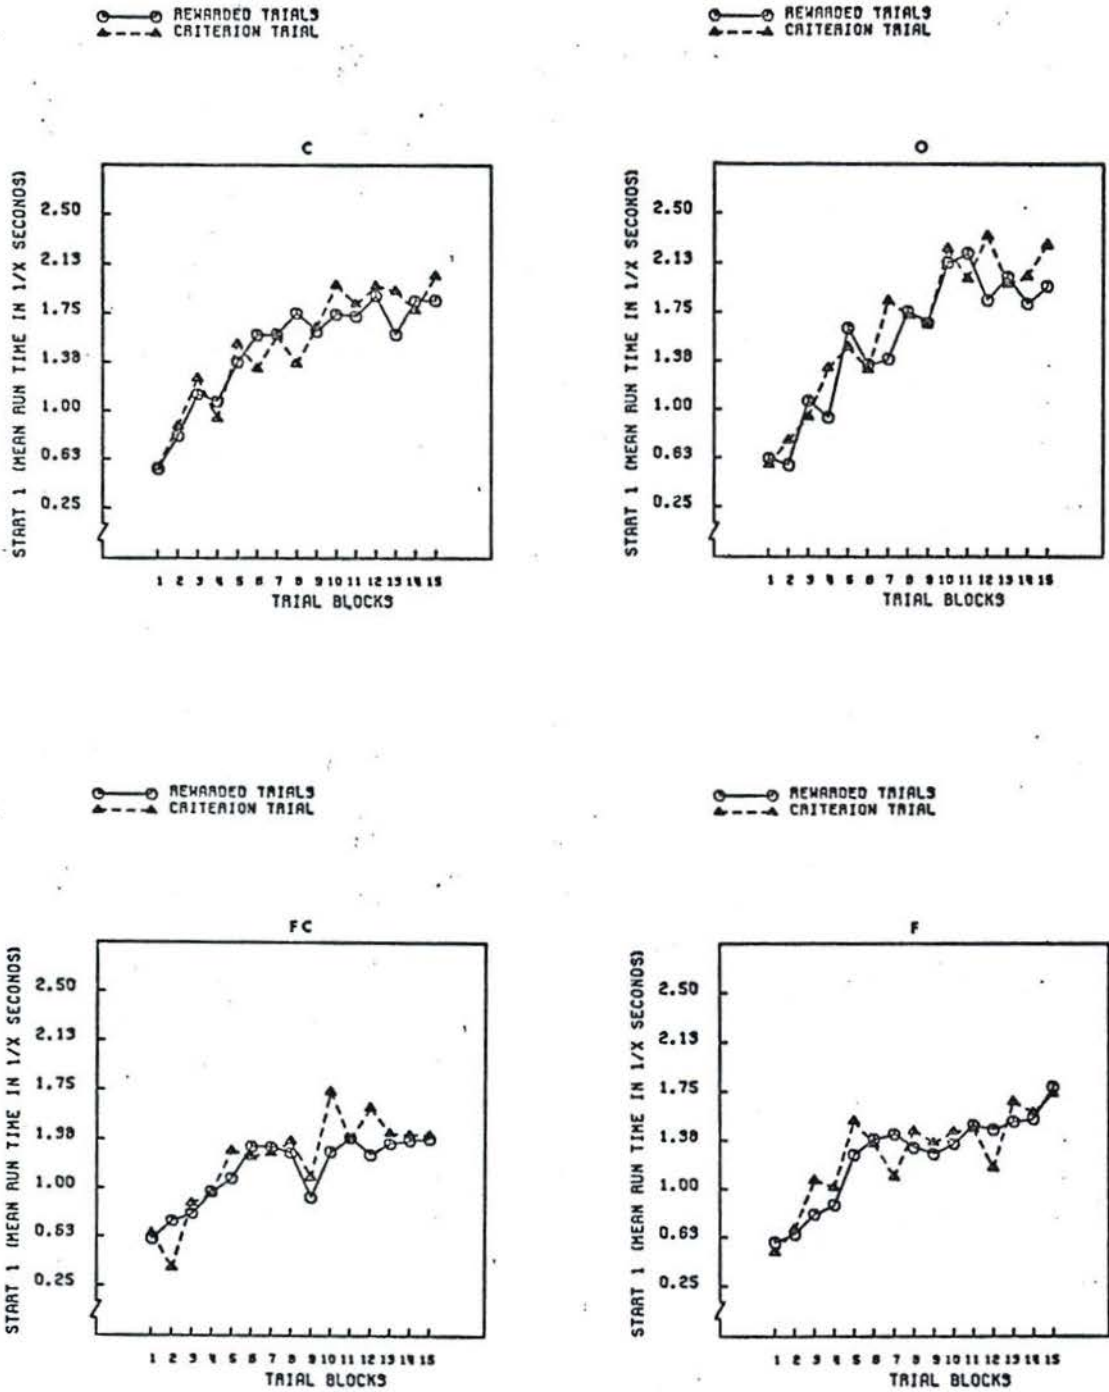 REWARDED TRIALS
CRITERION TRIAL
C
START 1 (MEAN RUN TIME IN 1/X SECONDS)
2.50
2.13
1.75
1.38
1.00
0.63
0.25
1 2 3 4 5 6 7 8 9 10 11 12 13 14 15
TRIAL BLOCKS
REWARDED TRIALS
CRITERION TRIAL
O
START 1 (MEAN RUN TIME IN 1/X SECONDS)
2.50
2.13
1.75
1.38
1.00
0.63
0.25
1 2 3 4 5 6 7 8 9 10 11 12 13 14 15
TRIAL BLOCKS
REWARDED TRIALS
CRITERION TRIAL
FC
START 1 (MEAN RUN TIME IN 1/X SECONDS)
2.50
2.13
1.75
1.38
1.00
0.63
0.25
1 2 3 4 5 6 7 8 9 10 11 12 13 14 15
TRIAL BLOCKS
REWARDED TRIALS
CRITERION TRIAL
F
START 1 (MEAN RUN TIME IN 1/X SECONDS)
2.50
2.13
1.75
1.38
1.00
0.63
0.25
1 2 3 4 5 6 7 8 9 10 11 12 13 14 15
TRIAL BLOCKS